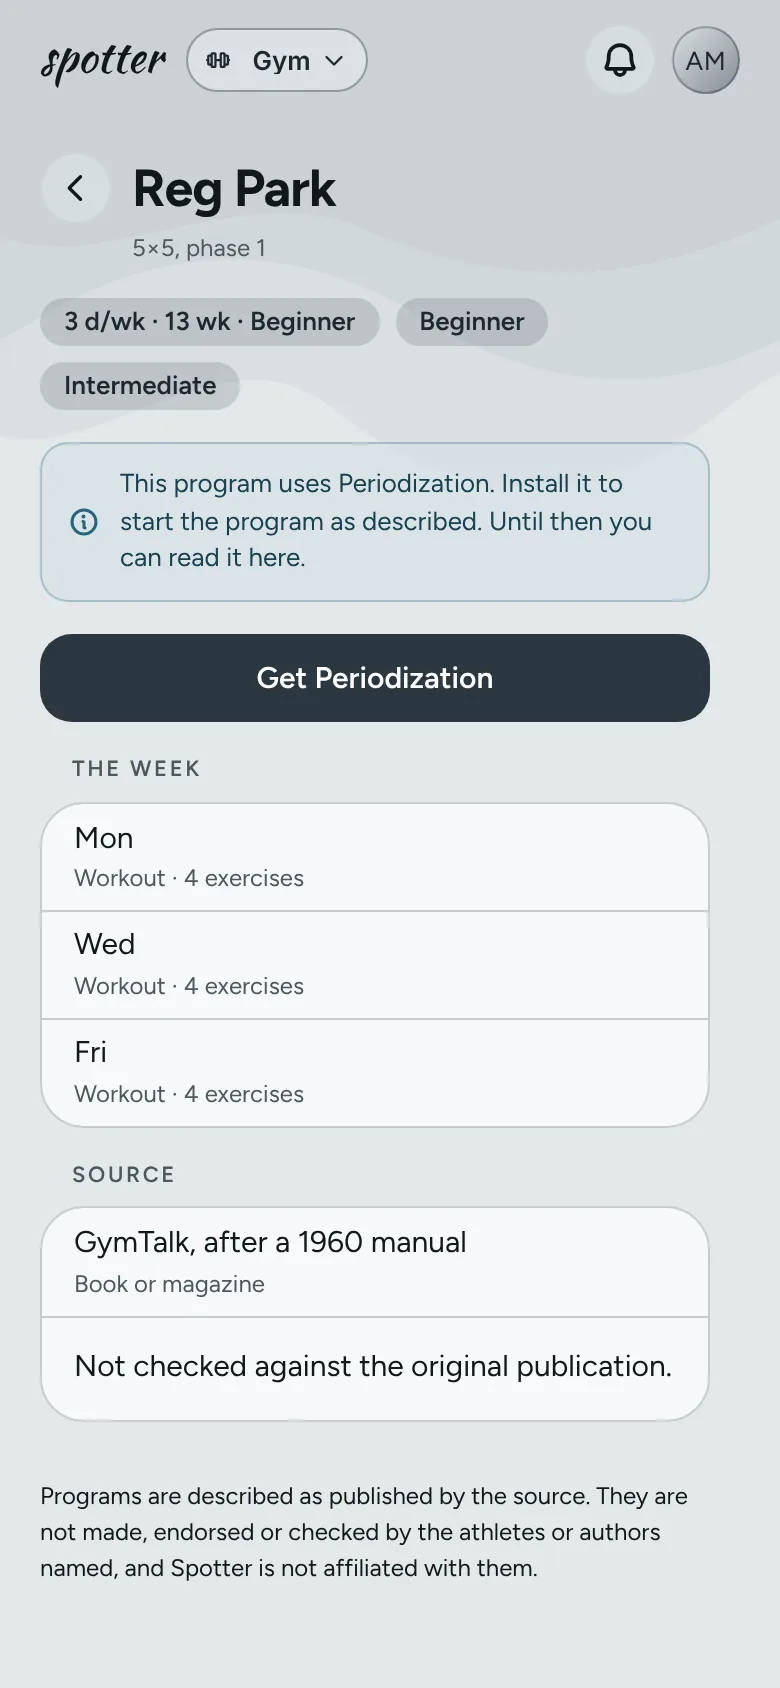 spotter
Gym
AM
Reg Park
5×5, phase 1
3 d/wk · 13 wk · Beginner
Beginner
Intermediate
This program uses Periodization. Install it to
start the program as described. Until then you
can read it here.
Get Periodization
THE WEEK
Mon
Workout · 4 exercises
Wed
Workout · 4 exercises
Fri
Workout · 4 exercises
SOURCE
GymTalk, after a 1960 manual
Book or magazine
Not checked against the original publication.
Programs are described as published by the source. They are
not made, endorsed or checked by the athletes or authors
named, and Spotter is not affiliated with them.